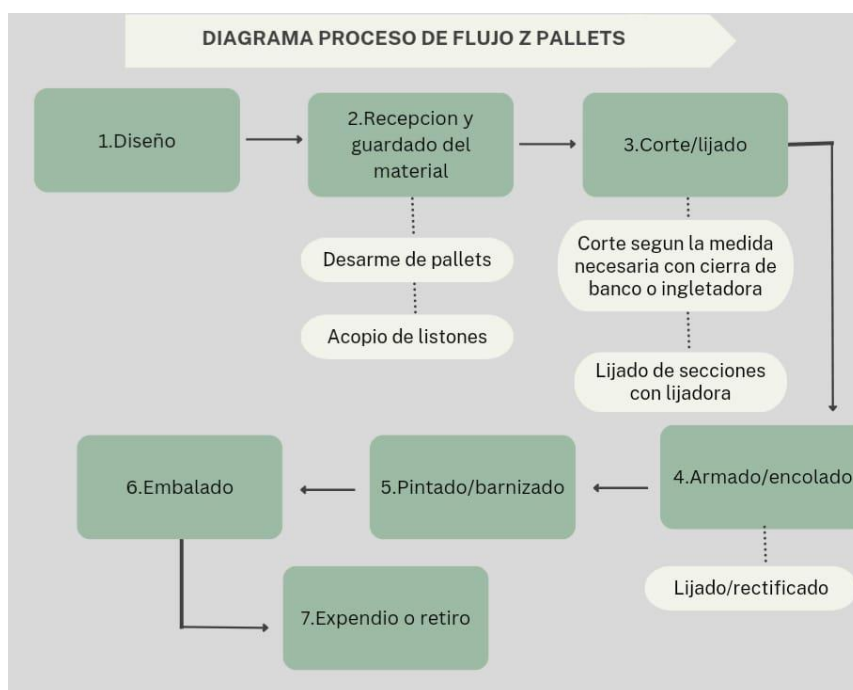 DIAGRAMA PROCESO DE FLUJO Z PALLETS
1.Diseño
2.Recepcion y
guardado del
material
3.Corte/lijado
Desarme de pallets
Acopio de listones
Corte segun la medida
necesaria con cierra de
banco o ingletadora
Lijado de secciones
con lijadora
4.Armado/encolado
Lijado/rectificado
5.Pintado/barnizado
6.Embalado
7.Expendio o retiro